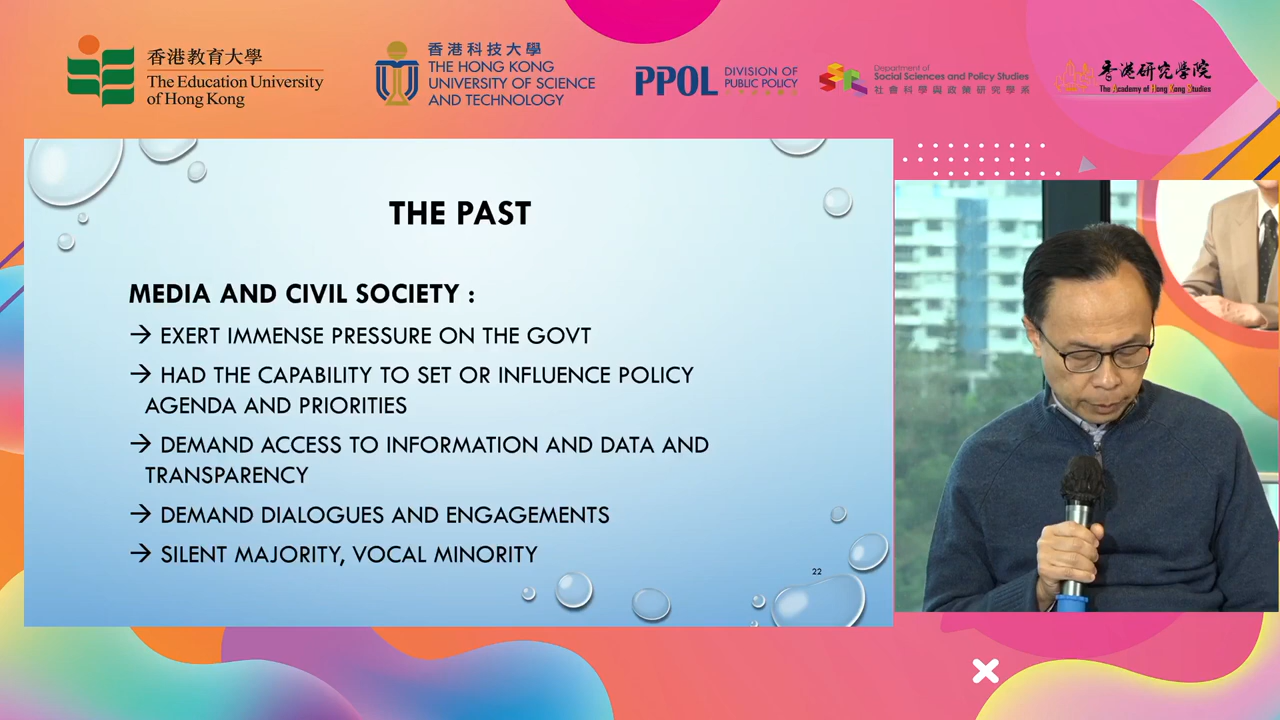 香港教育大學
The Education University
of Hong Kong
香港科技大學
THE HONG KONG
UNIVERSITY OF SCIENCE
AND TECHNOLOGY
PPOL
DIVISION OF
PUBLIC POLICY
Department of
Social Sciences and Policy Studies
社會科學與政策研究學系
香港研究學院
The Academy of Hong Kong Studies
THE PAST
MEDIA AND CIVIL SOCIETY :
→ EXERT IMMENSE PRESSURE ON THE GOVT
→ HAD THE CAPABILITY TO SET OR INFLUENCE POLICY
AGENDA AND PRIORITIES
→ DEMAND ACCESS TO INFORMATION AND DATA AND
TRANSPARENCY
→ DEMAND DIALOGUES AND ENGAGEMENTS
→ SILENT MAJORITY, VOCAL MINORITY
22